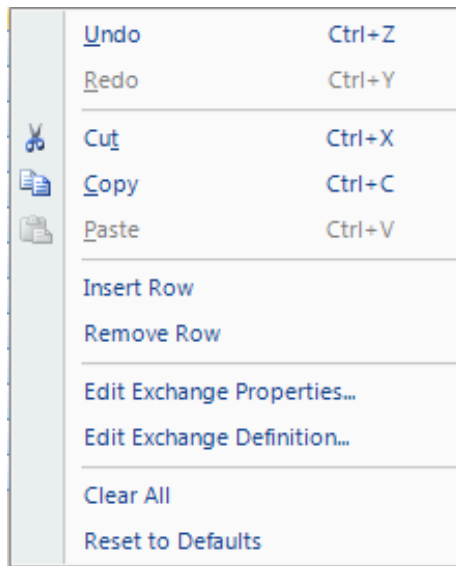 Undo Ctrl+Z
Redo Ctrl+Y
Cut Ctrl+X
Copy Ctrl+C
Paste Ctrl+V
Insert Row
Remove Row
Edit Exchange Properties...
Edit Exchange Definition...
Clear All
Reset to Defaults